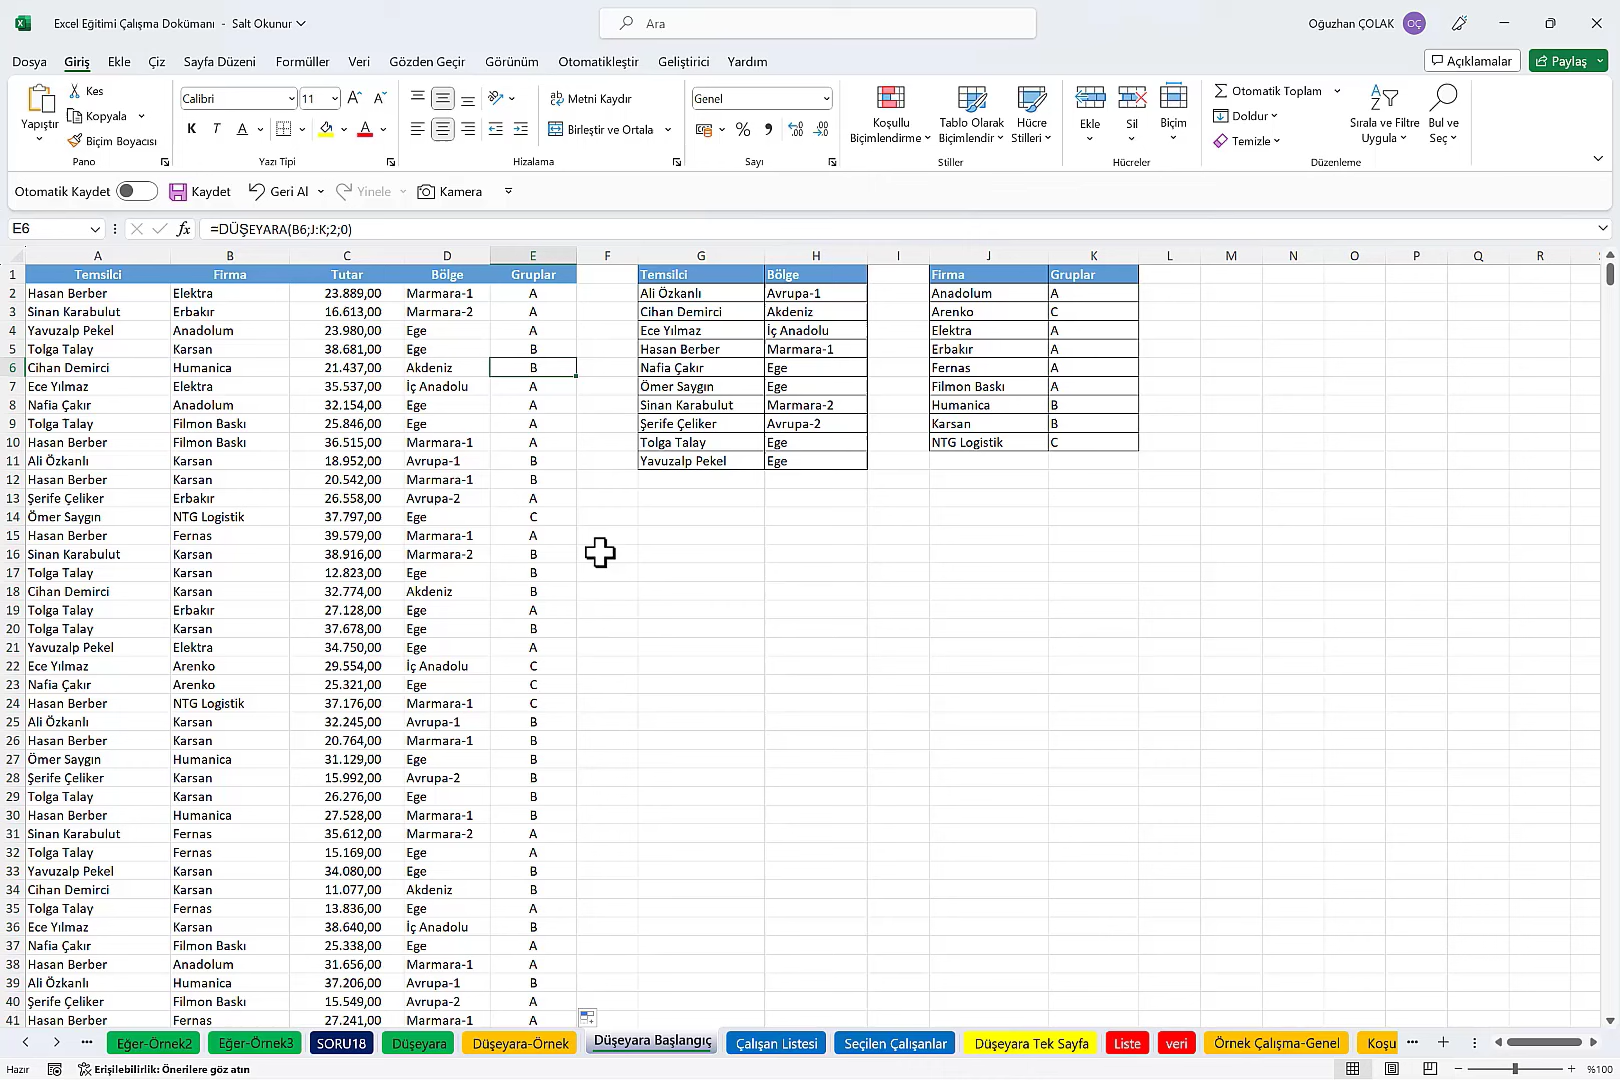 Excel Eğitimi Çalışma Dokümanı - Salt Okunur
Ara
Oğuzhan ÇOLAK OÇ
Dosya Giriş Ekle Çiz Sayfa Düzeni Formüller Veri Gözden Geçir Görünüm Otomatikleştir Geliştirici Yardım
Açıklamalar Paylaş
Yapıştır
Kes
Kopyala
Biçim Boyacısı
Pano
Calibri 11
K T A
Yazı Tipi
Metni Kaydır
Birleştir ve Ortala
Hizalama
Genel
Sayı
Koşullu Biçimlendirme
Tablo Olarak Biçimlendir
Hücre Stilleri
Stiller
Ekle Sil Biçim
Hücreler
Otomatik Toplam
Doldur
Temizle
Sırala ve Filtre Uygula
Bul ve Seç
Düzenleme
Otomatik Kaydet Kaydet Geri Al Yinele Kamera
E6 fx =DÜŞEYARA(B6;J:K;2;0)
A B C D E F G H I J K L M N O P Q R
1 Temsilci Firma Tutar Bölge Gruplar Temsilci Bölge Firma Gruplar
2 Hasan Berber Elektra 23.889,00 Marmara-1 A Ali Özkanlı Avrupa-1 Anadolum A
3 Sinan Karabulut Erbakır 16.613,00 Marmara-2 A Cihan Demirci Akdeniz Arenko C
4 Yavuzalp Pekel Anadolum 23.980,00 Ege A Ece Yılmaz İç Anadolu Elektra A
5 Tolga Talay Karsan 38.681,00 Ege B Hasan Berber Marmara-1 Erbakır A
6 Cihan Demirci Humanica 21.437,00 Akdeniz B Nafia Çakır Ege Fernas A
7 Ece Yılmaz Elektra 35.537,00 İç Anadolu A Ömer Saygın Ege Filmon Baskı A
8 Nafia Çakır Anadolum 32.154,00 Ege A Sinan Karabulut Marmara-2 Humanica B
9 Tolga Talay Filmon Baskı 25.846,00 Ege A Şerife Çeliker Avrupa-2 Karsan B
10 Hasan Berber Filmon Baskı 36.515,00 Marmara-1 A Tolga Talay Ege NTG Logistik C
11 Ali Özkanlı Karsan 18.952,00 Avrupa-1 B Yavuzalp Pekel Ege
12 Hasan Berber Karsan 20.542,00 Marmara-1 B
13 Şerife Çeliker Erbakır 26.558,00 Avrupa-2 A
14 Ömer Saygın NTG Logistik 37.797,00 Ege C
15 Hasan Berber Fernas 39.579,00 Marmara-1 A
16 Sinan Karabulut Karsan 38.916,00 Marmara-2 B
17 Tolga Talay Karsan 12.823,00 Ege B
18 Cihan Demirci Karsan 32.774,00 Akdeniz B
19 Tolga Talay Erbakır 27.128,00 Ege A
20 Tolga Talay Karsan 37.678,00 Ege B
21 Yavuzalp Pekel Elektra 34.750,00 Ege A
22 Ece Yılmaz Arenko 29.554,00 İç Anadolu C
23 Nafia Çakır Arenko 25.321,00 Ege C
24 Hasan Berber NTG Logistik 37.176,00 Marmara-1 C
25 Ali Özkanlı Karsan 32.245,00 Avrupa-1 B
26 Hasan Berber Karsan 20.764,00 Marmara-1 B
27 Ömer Saygın Humanica 31.129,00 Ege B
28 Şerife Çeliker Karsan 15.992,00 Avrupa-2 B
29 Tolga Talay Karsan 26.276,00 Ege B
30 Hasan Berber Humanica 27.528,00 Marmara-1 B
31 Sinan Karabulut Fernas 35.612,00 Marmara-2 A
32 Tolga Talay Fernas 15.169,00 Ege A
33 Yavuzalp Pekel Karsan 34.080,00 Ege B
34 Cihan Demirci Karsan 11.077,00 Akdeniz B
35 Tolga Talay Fernas 13.836,00 Ege A
36 Ece Yılmaz Karsan 38.640,00 İç Anadolu B
37 Nafia Çakır Filmon Baskı 25.338,00 Ege A
38 Hasan Berber Anadolum 31.656,00 Marmara-1 A
39 Ali Özkanlı Humanica 37.206,00 Avrupa-1 B
40 Şerife Çeliker Filmon Baskı 15.549,00 Avrupa-2 A
41 Hasan Berber Fernas 27.241,00 Marmara-1 A
Eğer-Örnek2 Eğer-Örnek3 SORU18 Düşeyara Düşeyara-Örnek Düşeyara Başlangıç Çalışan Listesi Seçilen Çalışanlar Düşeyara Tek Sayfa Liste veri Örnek Çalışma-Genel Koşu
Hazır Erişilebilirlik: Önerilere göz atın %100